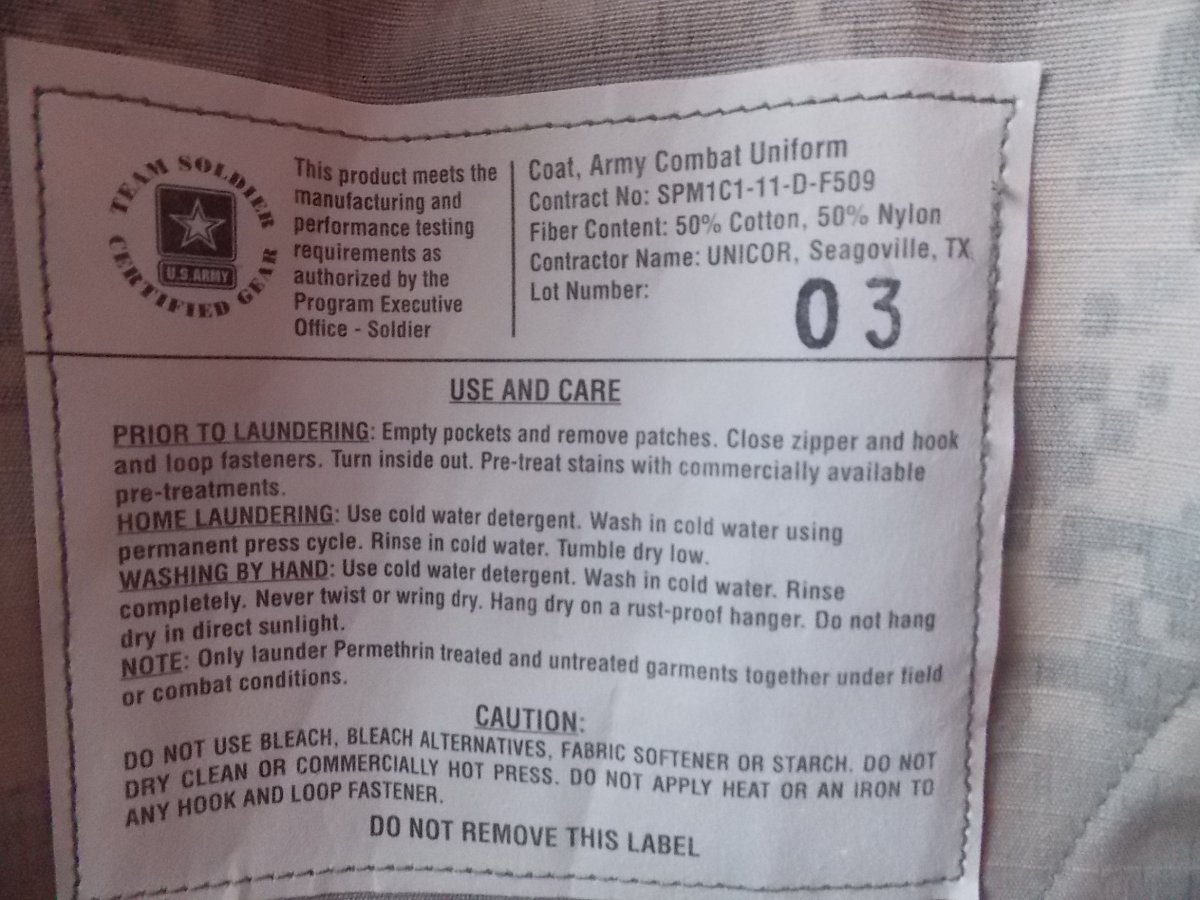 TEAM SOLDIER
CERTIFIED GEAR
U.S.ARMY
This product meets the
manufacturing and
performance testing
requirements as
authorized by the
Program Executive
Office - Soldier
Coat, Army Combat Uniform
Contract No: SPM1C1-11-D-F509
Fiber Content: 50% Cotton, 50% Nylon
Contractor Name: UNICOR, Seagoville, TX
Lot Number:
03
USE AND CARE
PRIOR TO LAUNDERING: Empty pockets and remove patches. Close zipper and hook
and loop fasteners. Turn inside out. Pre-treat stains with commercially available
pre-treatments.
HOME LAUNDERING: Use cold water detergent. Wash in cold water using
permanent press cycle. Rinse in cold water. Tumble dry low.
WASHING BY HAND: Use cold water detergent. Wash in cold water. Rinse
completely. Never twist or wring dry. Hang dry on a rust-proof hanger. Do not hang
dry in direct sunlight.
NOTE: Only launder Permethrin treated and untreated garments together under field
or combat conditions.
CAUTION:
DO NOT USE BLEACH, BLEACH ALTERNATIVES, FABRIC SOFTENER OR STARCH. DO NOT
DRY CLEAN OR COMMERCIALLY HOT PRESS. DO NOT APPLY HEAT OR AN IRON TO
ANY HOOK AND LOOP FASTENER.
DO NOT REMOVE THIS LABEL